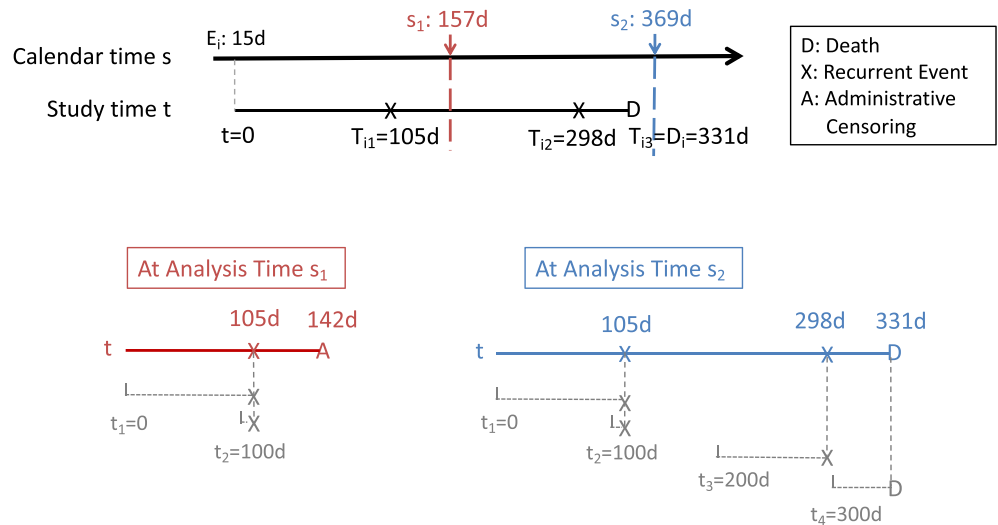 s₁: 157d
s₂: 369d
Eᵢ: 15d
Calendar time s
Study time t
X
X
D
t=0
Tᵢ₁=105d
Tᵢ₂=298d
Tᵢ₃=Dᵢ=331d
D: Death
X: Recurrent Event
A: Administrative
Censoring
At Analysis Time s₁
105d
142d
t
X
A
X
t₁=0
X
t₂=100d
At Analysis Time s₂
105d
298d
331d
t
X
X
D
X
t₁=0
X
t₂=100d
X
t₃=200d
D
t₄=300d